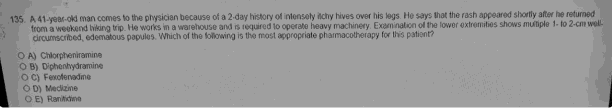 135. A 41-year-old man comes to the physician because of a 2-day history of intensely itchy hives over his legs. He says that the rash appeared shortly after he returned
from a weekend hiking trip. He works in a warehouse and is required to operate heavy machinery. Examination of the lower extremities shows multiple 1- to 2-cm well-
circumscribed, edematous papules. Which of the following is the most appropriate pharmacotherapy for this patient?
A) Chlorpheniramine
B) Diphenhydramine
C) Fexofenadine
D) Meclizine
E) Ranitidine